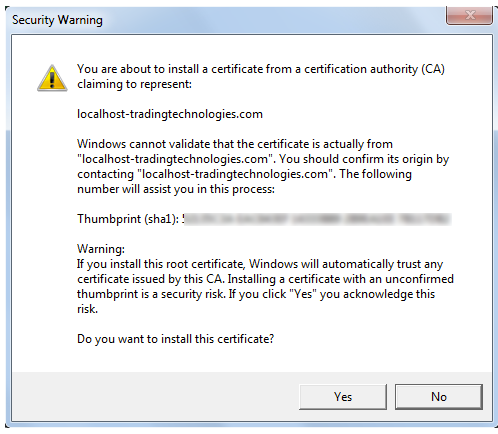 Security Warning
You are about to install a certificate from a certification authority (CA)
claiming to represent:
localhost-tradingtechnologies.com
Windows cannot validate that the certificate is actually from
"localhost-tradingtechnologies.com". You should confirm its origin by
contacting "localhost-tradingtechnologies.com". The following
number will assist you in this process:
Thumbprint (sha1):
Warning:
If you install this root certificate, Windows will automatically trust any
certificate issued by this CA. Installing a certificate with an unconfirmed
thumbprint is a security risk. If you click "Yes" you acknowledge this
risk.
Do you want to install this certificate?
Yes
No